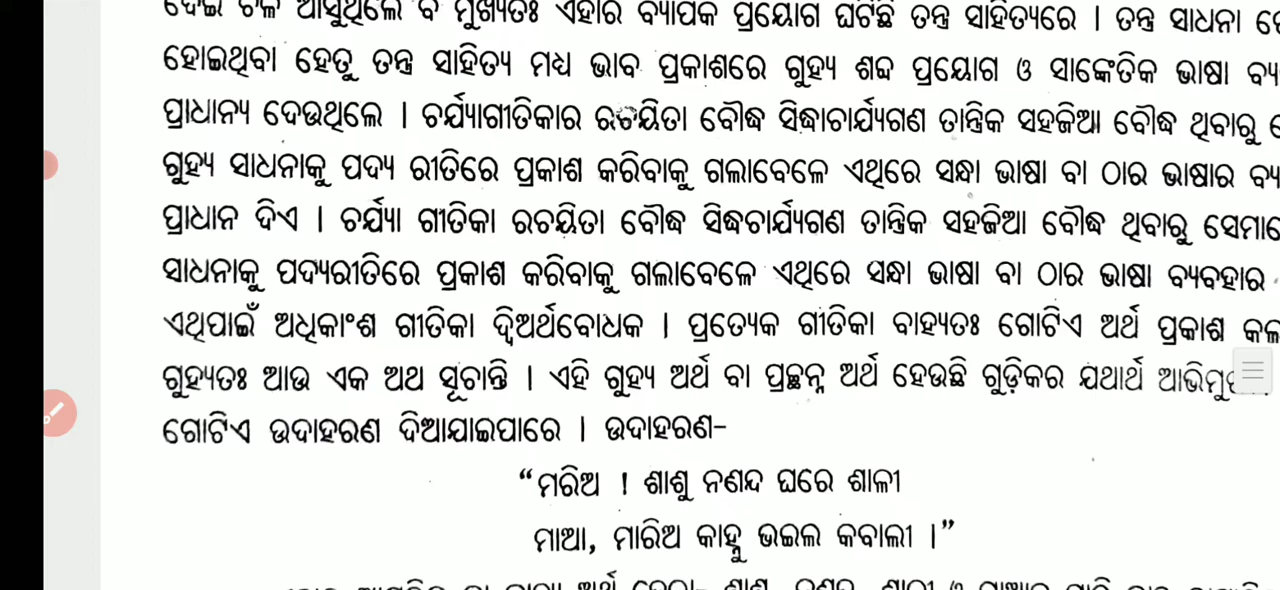 ଦେଇ ଚଳି ଆସୁଥିଲେ ବି ମୁଖ୍ୟତଃ ଏହାର ବ୍ୟାପକ ପ୍ରୟୋଗ ଘଟିଛି ତନ୍ତ୍ର ସାହିତ୍ୟରେ । ତନ୍ତ୍ର ସାଧନା
ହୋଇଥିବା ହେତୁ ତନ୍ତ୍ର ସାହିତ୍ୟ ମଧ୍ୟ ଭାବ ପ୍ରକାଶରେ ଗୁହ୍ୟ ଶବ୍ଦ ପ୍ରୟୋଗ ଓ ସାଙ୍କେତିକ ଭାଷା
ପ୍ରାଧାନ୍ୟ ଦେଉଥିଲେ । ଚର୍ଯ୍ୟାଗୀତିକାର ରଚୟିତା ବୌଦ୍ଧ ସିଦ୍ଧାଚାର୍ଯ୍ୟଗଣ ତାନ୍ତ୍ରିକ ସହଜିଆ ବୌଦ୍ଧ ଥିବାରୁ
ଗୁହ୍ୟ ସାଧନାକୁ ପଦ୍ୟ ରୀତିରେ ପ୍ରକାଶ କରିବାକୁ ଗଲାବେଳେ ଏଥିରେ ସନ୍ଧା ଭାଷା ବା ଠାର ଭାଷାର
ପ୍ରାଧାନ ଦିଏ । ଚର୍ଯ୍ୟା ଗୀତିକା ରଚୟିତା ବୌଦ୍ଧ ସିଦ୍ଧଚାର୍ଯ୍ୟଗଣ ତାନ୍ତ୍ରିକ ସହଜିଆ ବୌଦ୍ଧ ଥିବାରୁ
ସାଧନାକୁ ପଦ୍ୟରୀତିରେ ପ୍ରକାଶ କରିବାକୁ ଗଲାବେଳେ ଏଥିରେ ସନ୍ଧା ଭାଷା ବା ଠାର ଭାଷା ବ୍ୟବହାର
ଏଥିପାଇଁ ଅଧିକାଂଶ ଗୀତିକା ଦ୍ୱିଅର୍ଥବୋଧକ । ପ୍ରତ୍ୟେକ ଗୀତିକା ବାହ୍ୟତଃ ଗୋଟିଏ ଅର୍ଥ ପ୍ରକାଶ
ଗୁହ୍ୟତଃ ଆଉ ଏକ ଅଥ ସୂଚାନ୍ତି । ଏହି ଗୁହ୍ୟ ଅର୍ଥ ବା ପ୍ରଚ୍ଛନ୍ନ ଅର୍ଥ ହେଉଛି ଗୁଡ଼ିକର ଯଥାର୍ଥ
ଗୋଟିଏ ଉଦାହରଣ ଦିଆଯାଇପାରେ । ଉଦାହରଣ-
“ମରିଅ ! ଶାଶୁ ନଣନ୍ଦ ଘରେ ଶାଳୀ
ମାଆ, ମାରିଅ କାହ୍ନୁ ଭଇଲ କବାଲୀ ।”